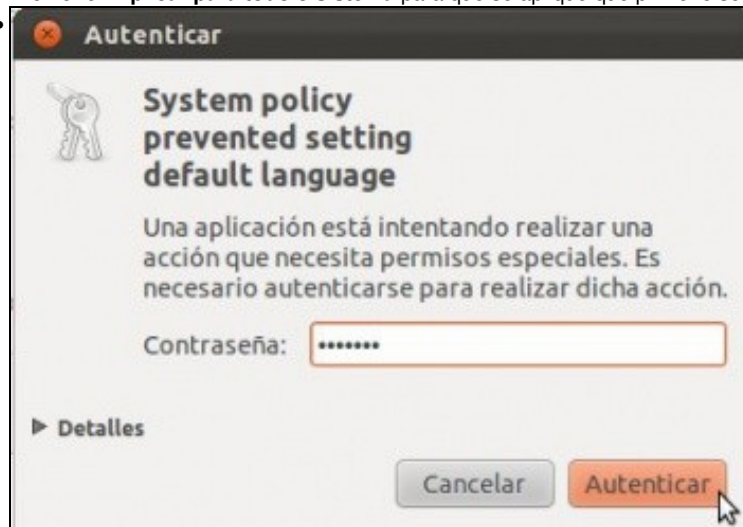 Autenticar
System policy
prevented setting
default language
Una aplicación está intentando realizar una
acción que necesita permisos especiales. Es
necesario autenticarse para realizar dicha acción.
Contraseña: •••••••
Detalles
Cancelar Autenticar